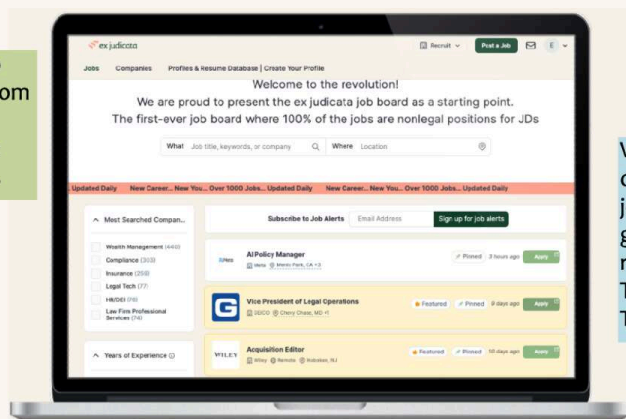 om
ex judicata
Recruit
Post a Job
E
Jobs Companies Profiles & Resume Database | Create Your Profile
Welcome to the revolution!
We are proud to present the ex judicata job board as a starting point.
The first-ever job board where 100% of the jobs are nonlegal positions for JDs
What Job title, keywords, or company Where Location
Updated Daily New Career... New You... Over 1000 Jobs... Updated Daily New Career... New You... Over 1000 Jobs... Updated Daily
Most Searched Compan...
Subscribe to Job Alerts Email Address Sign up for job alerts
Wealth Management
Compliance (303)
Insurance
Legal Tech (77)
HR/DEI
Law Firm Professional
Services
AI Policy Manager
Meta Menlo Park, CA
Pinned 3 hours ago Apply
Vice President of Legal Operations
GEICO Chevy Chase, MD
Featured Pinned 9 days ago Apply
WILEY
Acquisition Editor
Wiley Remote Hoboken, NJ
Featured Pinned 10 days ago Apply
Years of Experience